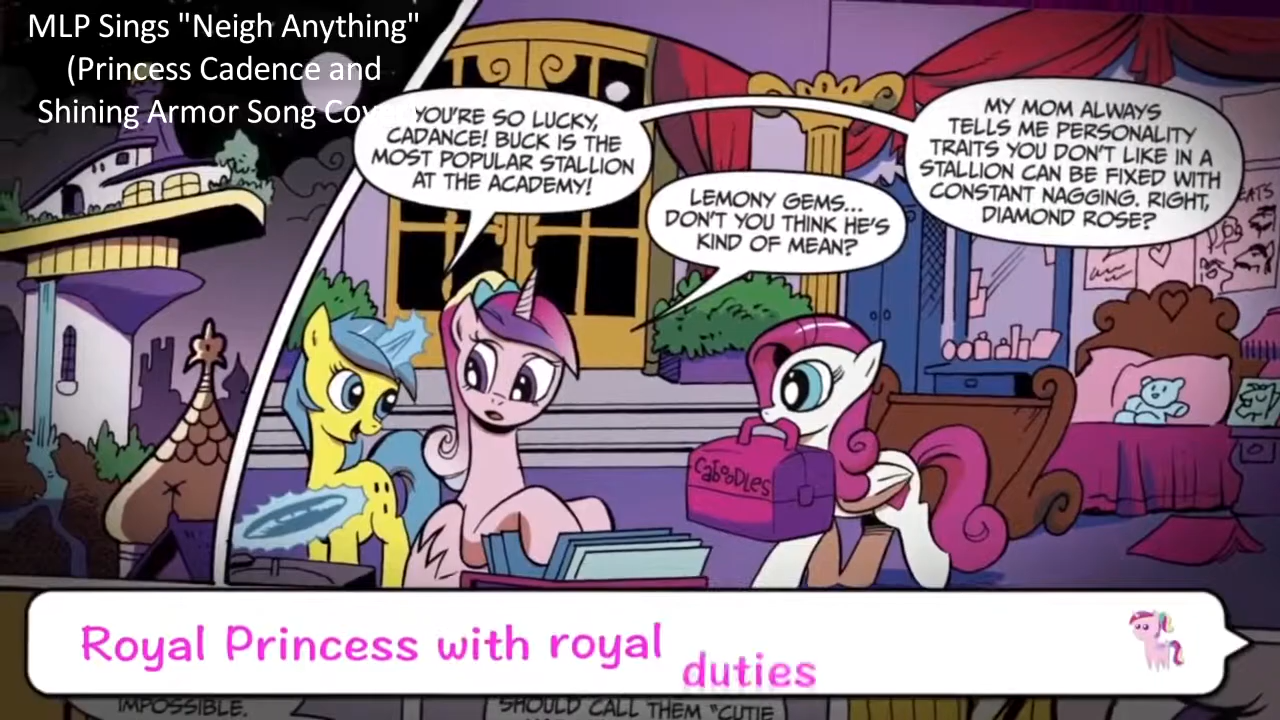 MLP Sings "Neigh Anything"
(Princess Cadence and
Shining Armor Song Cov
YOU'RE SO LUCKY,
CADANCE! BUCK IS THE
MOST POPULAR STALLION
AT THE ACADEMY!
LEMONY GEMS...
DON'T YOU THINK HE'S
KIND OF MEAN?
MY MOM ALWAYS
TELLS ME PERSONALITY
TRAITS YOU DON'T LIKE IN A
STALLION CAN BE FIXED WITH
CONSTANT NAGGING. RIGHT,
DIAMOND ROSE?
CABOODLES
Royal Princess with royal
duties
IMPOSSIBLE.
SHOULD CALL THEM "CUTIE